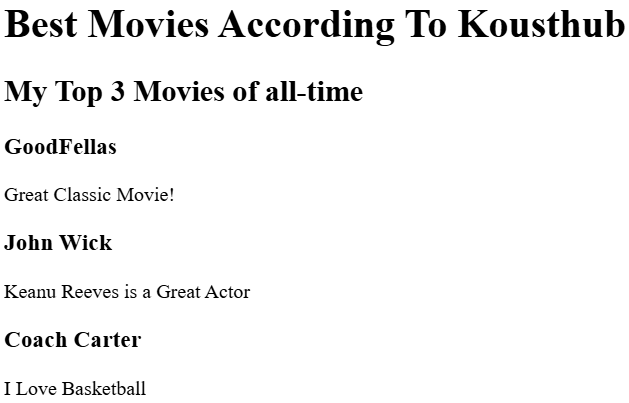 Best Movies According To Kousthub
My Top 3 Movies of all-time
GoodFellas
Great Classic Movie!
John Wick
Keanu Reeves is a Great Actor
Coach Carter
I Love Basketball